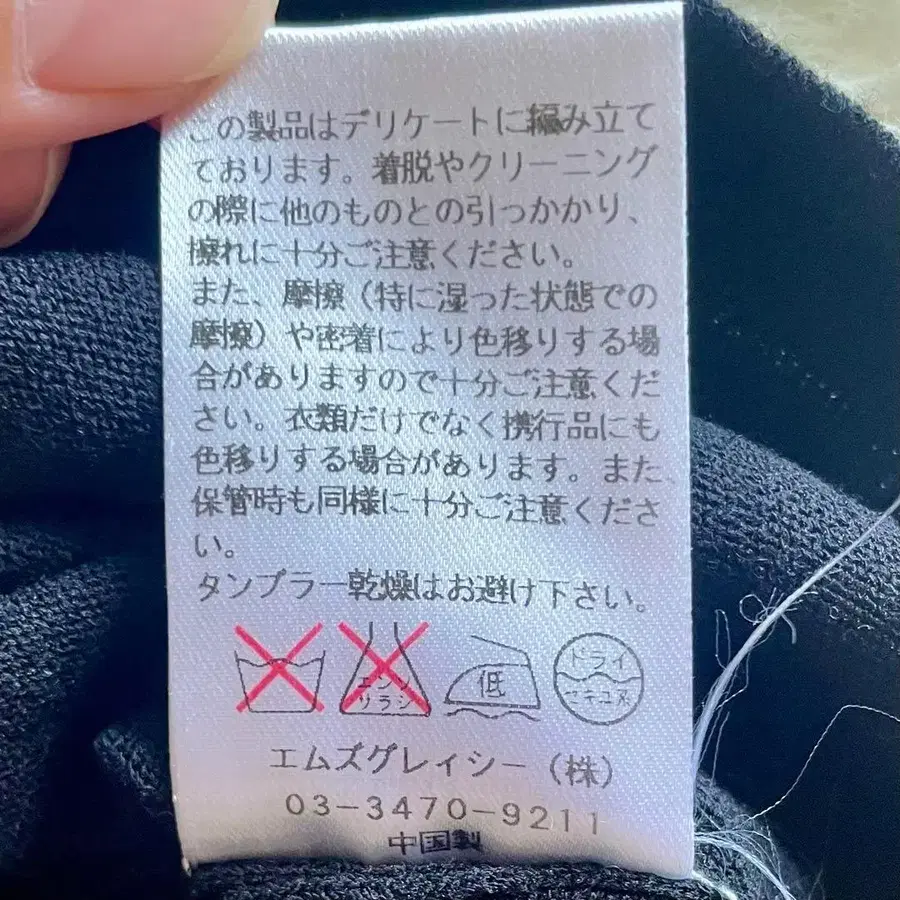 この製品はデリケートに編み立て
ております。着脱やクリーニング
の際に他のものとの引っかかり、
擦れに十分ご注意ください。
また、摩擦（特に湿った状態での
摩擦）や密着により色移りする場
合がありますので十分ご注意くだ
さい。衣類だけでなく携行品にも
色移りする場合があります。また、
保管時も同様に十分ご注意くださ
い。
タンブラー乾燥はお避け下さい。
エンソ
サラシ
低
ドライ
セキユ系
エムズグレイシー（株）
03-3470-9211
中国製